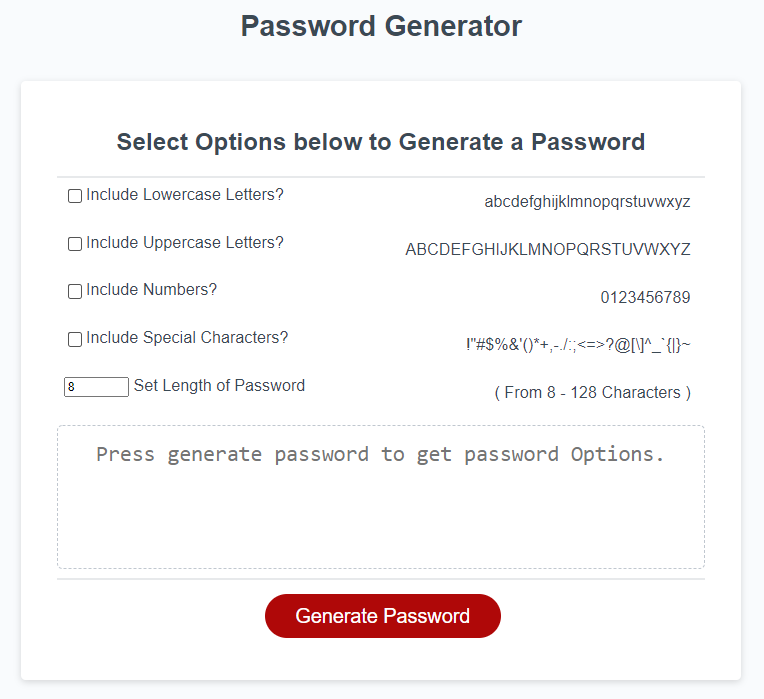 Password Generator
Select Options below to Generate a Password
Include Lowercase Letters? abcdefghijklmnopqrstuvwxyz
Include Uppercase Letters? ABCDEFGHIJKLMNOPQRSTUVWXYZ
Include Numbers? 0123456789
Include Special Characters? !"#$%&'()*+,-./:;<=>?@[\]^_`{|}~
8 Set Length of Password ( From 8 - 128 Characters )
Press generate password to get password Options.
Generate Password